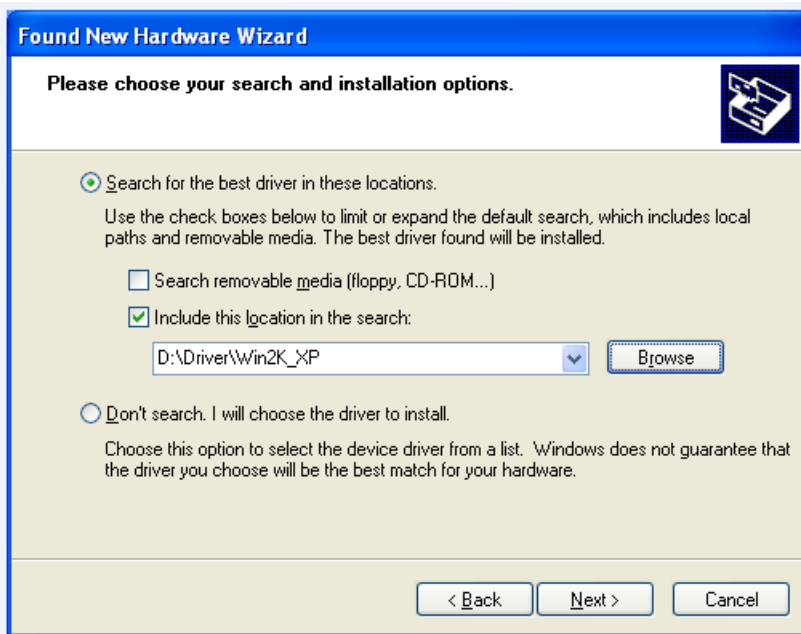 Found New Hardware Wizard
Please choose your search and installation options.
Search for the best driver in these locations.
Use the check boxes below to limit or expand the default search, which includes local
paths and removable media. The best driver found will be installed.
Search removable media (floppy, CD-ROM...)
Include this location in the search:
D:\Driver\Win2K_XP
Browse
Don't search. I will choose the driver to install.
Choose this option to select the device driver from a list. Windows does not guarantee that
the driver you choose will be the best match for your hardware.
< Back Next > Cancel